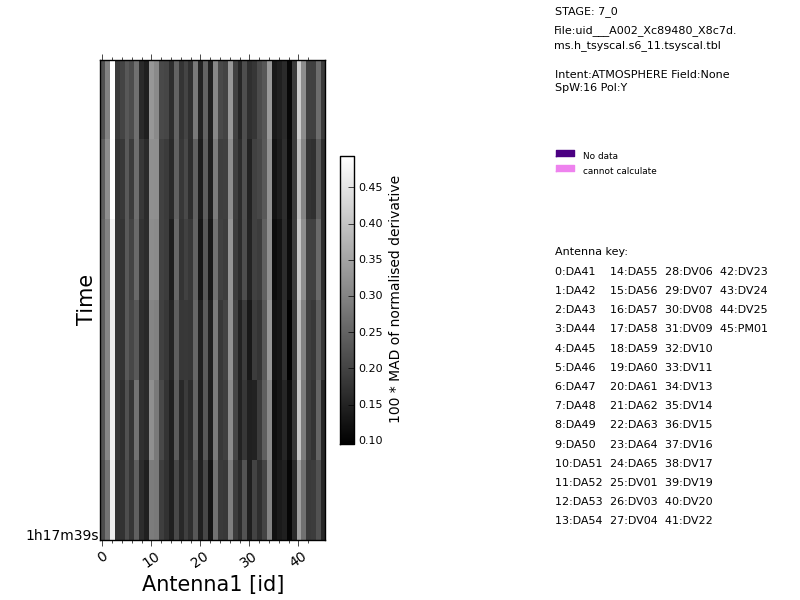 STAGE: 7_0
File:uid___A002_Xc89480_X8c7d.
ms.h_tsyscal.s6_11.tsyscal.tbl
Intent:ATMOSPHERE Field:None
SpW:16 Pol:Y
No data
cannot calculate
0.45
0.40
0.35
0.30
0.25
0.20
0.15
0.10
100 * MAD of normalised derivative
Time
1h17m39s
0 10 20 30 40
Antenna1 [id]
Antenna key:
0:DA41 14:DA55 28:DV06 42:DV23
1:DA42 15:DA56 29:DV07 43:DV24
2:DA43 16:DA57 30:DV08 44:DV25
3:DA44 17:DA58 31:DV09 45:PM01
4:DA45 18:DA59 32:DV10
5:DA46 19:DA60 33:DV11
6:DA47 20:DA61 34:DV13
7:DA48 21:DA62 35:DV14
8:DA49 22:DA63 36:DV15
9:DA50 23:DA64 37:DV16
10:DA51 24:DA65 38:DV17
11:DA52 25:DV01 39:DV19
12:DA53 26:DV03 40:DV20
13:DA54 27:DV04 41:DV22